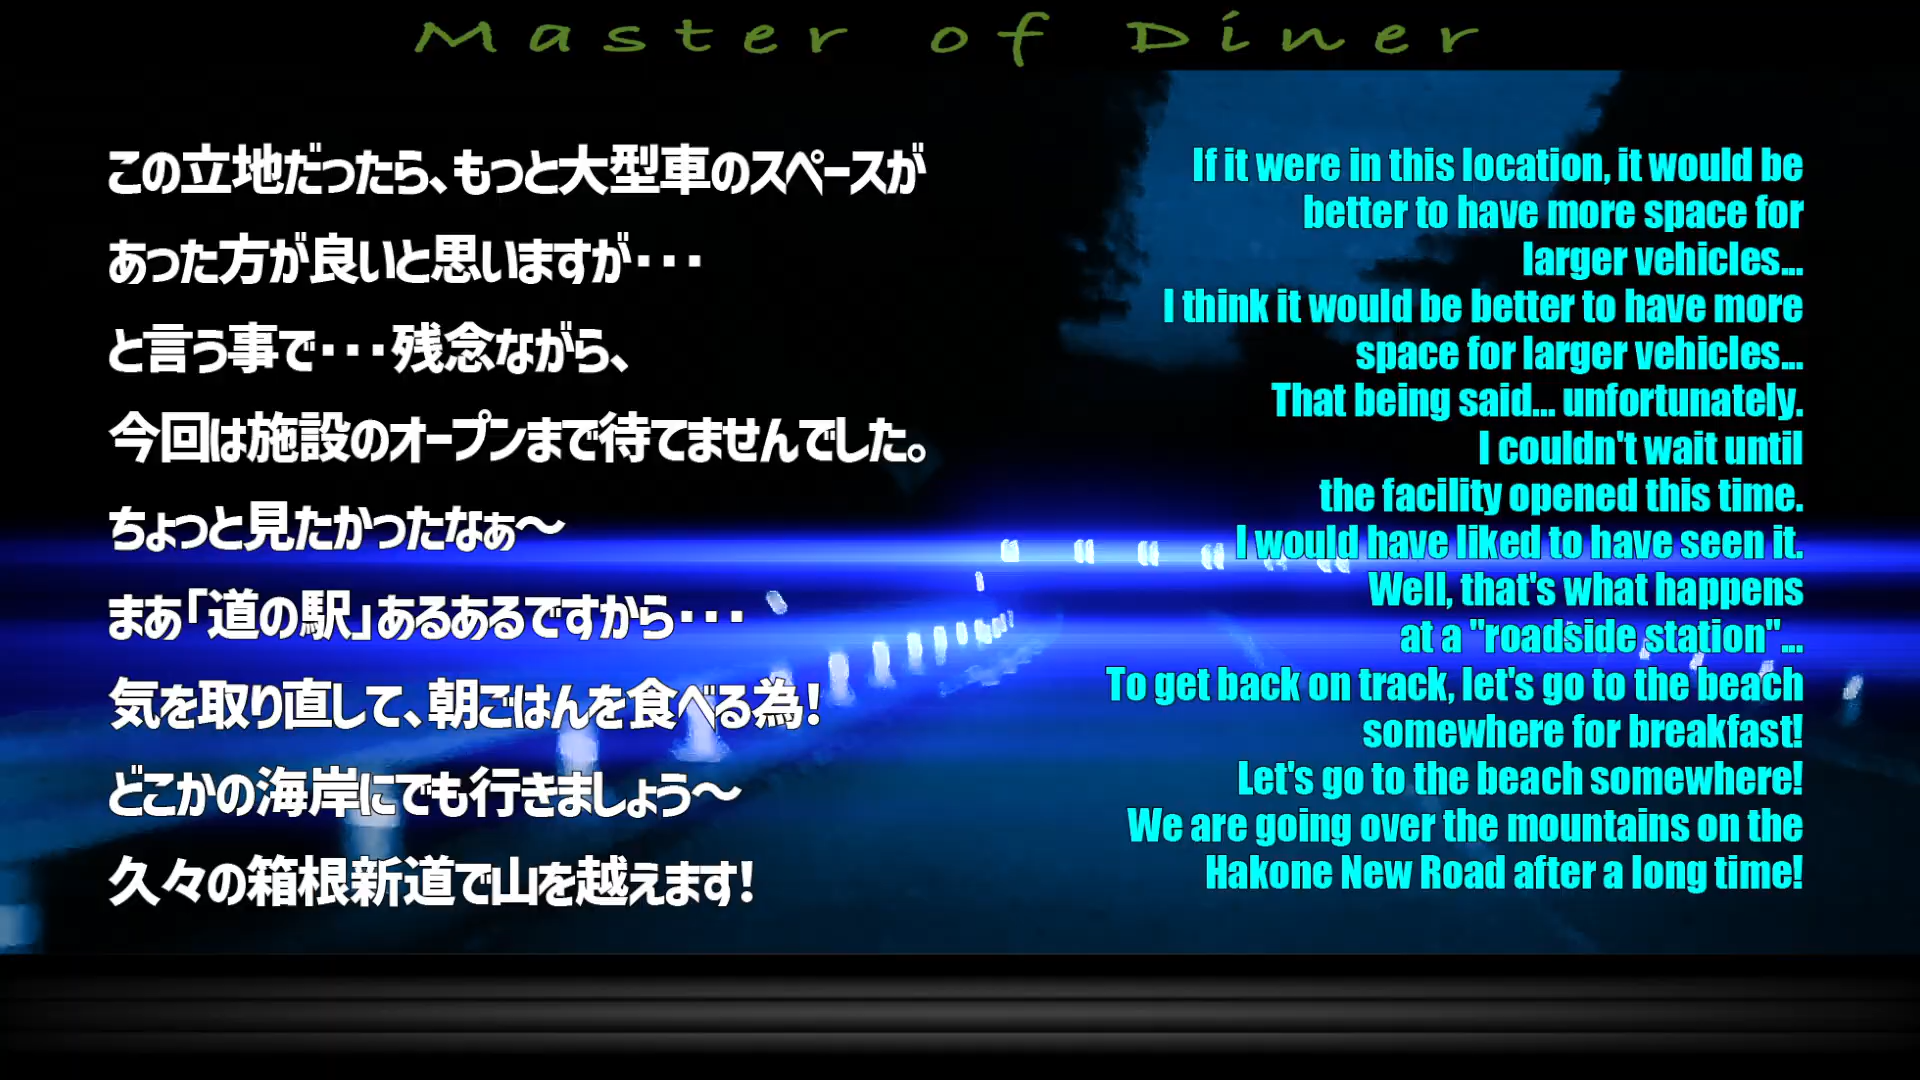 Master of Diner
この立地だったら、もっと大型車のスペースが
あった方が良いと思いますが・・・
と言う事で・・・残念ながら、
今回は施設のオープンまで待てませんでした。
ちょっと見たかったなぁ～
まあ「道の駅」あるあるですから・・・
気を取り直して、朝ごはんを食べる為！
どこかの海岸にでも行きましょう～
久々の箱根新道で山を越えます！
If it were in this location, it would be
better to have more space for
larger vehicles...
I think it would be better to have more
space for larger vehicles...
That being said... unfortunately.
I couldn't wait until
the facility opened this time.
I would have liked to have seen it.
Well, that's what happens
at a "roadside station"...
To get back on track, let's go to the beach
somewhere for breakfast!
Let's go to the beach somewhere!
We are going over the mountains on the
Hakone New Road after a long time!